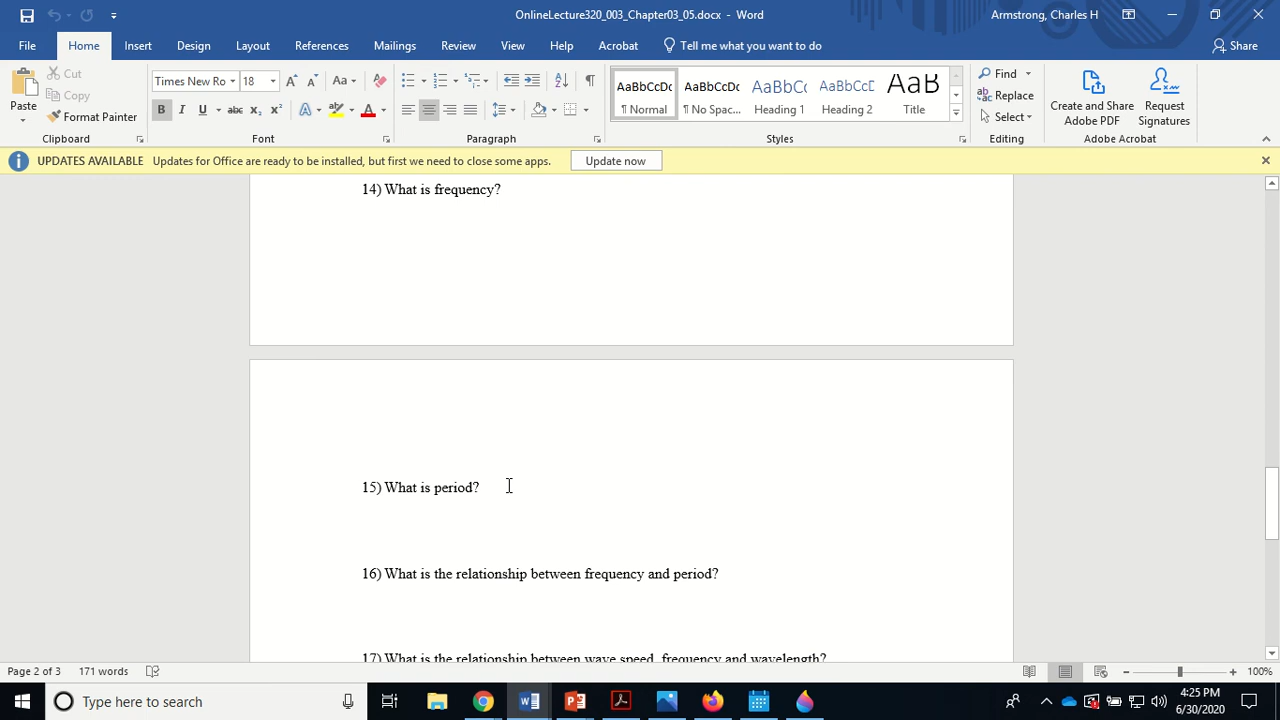 OnlineLecture320_003_Chapter03_05.docx - Word
Armstrong, Charles H
File Home Insert Design Layout References Mailings Review View Help Acrobat Tell me what you want to do Share
Paste
Cut
Copy
Format Painter
Clipboard
Times New Ro 18
Aa
B I U abc x₂ x²
A
Font
Paragraph
AaBbCcDc AaBbCcDc AaBbCc AaBbCcE AaB
¶ Normal ¶ No Spac... Heading 1 Heading 2 Title
Styles
Find
Replace
Select
Editing
Create and Share
Adobe PDF
Request
Signatures
Adobe Acrobat
UPDATES AVAILABLE Updates for Office are ready to be installed, but first we need to close some apps. Update now
14) What is frequency?
15) What is period?
16) What is the relationship between frequency and period?
17) What is the relationship between wave speed, frequency and wavelength?
Page 2 of 3 171 words
100%
Type here to search
4:25 PM
6/30/2020